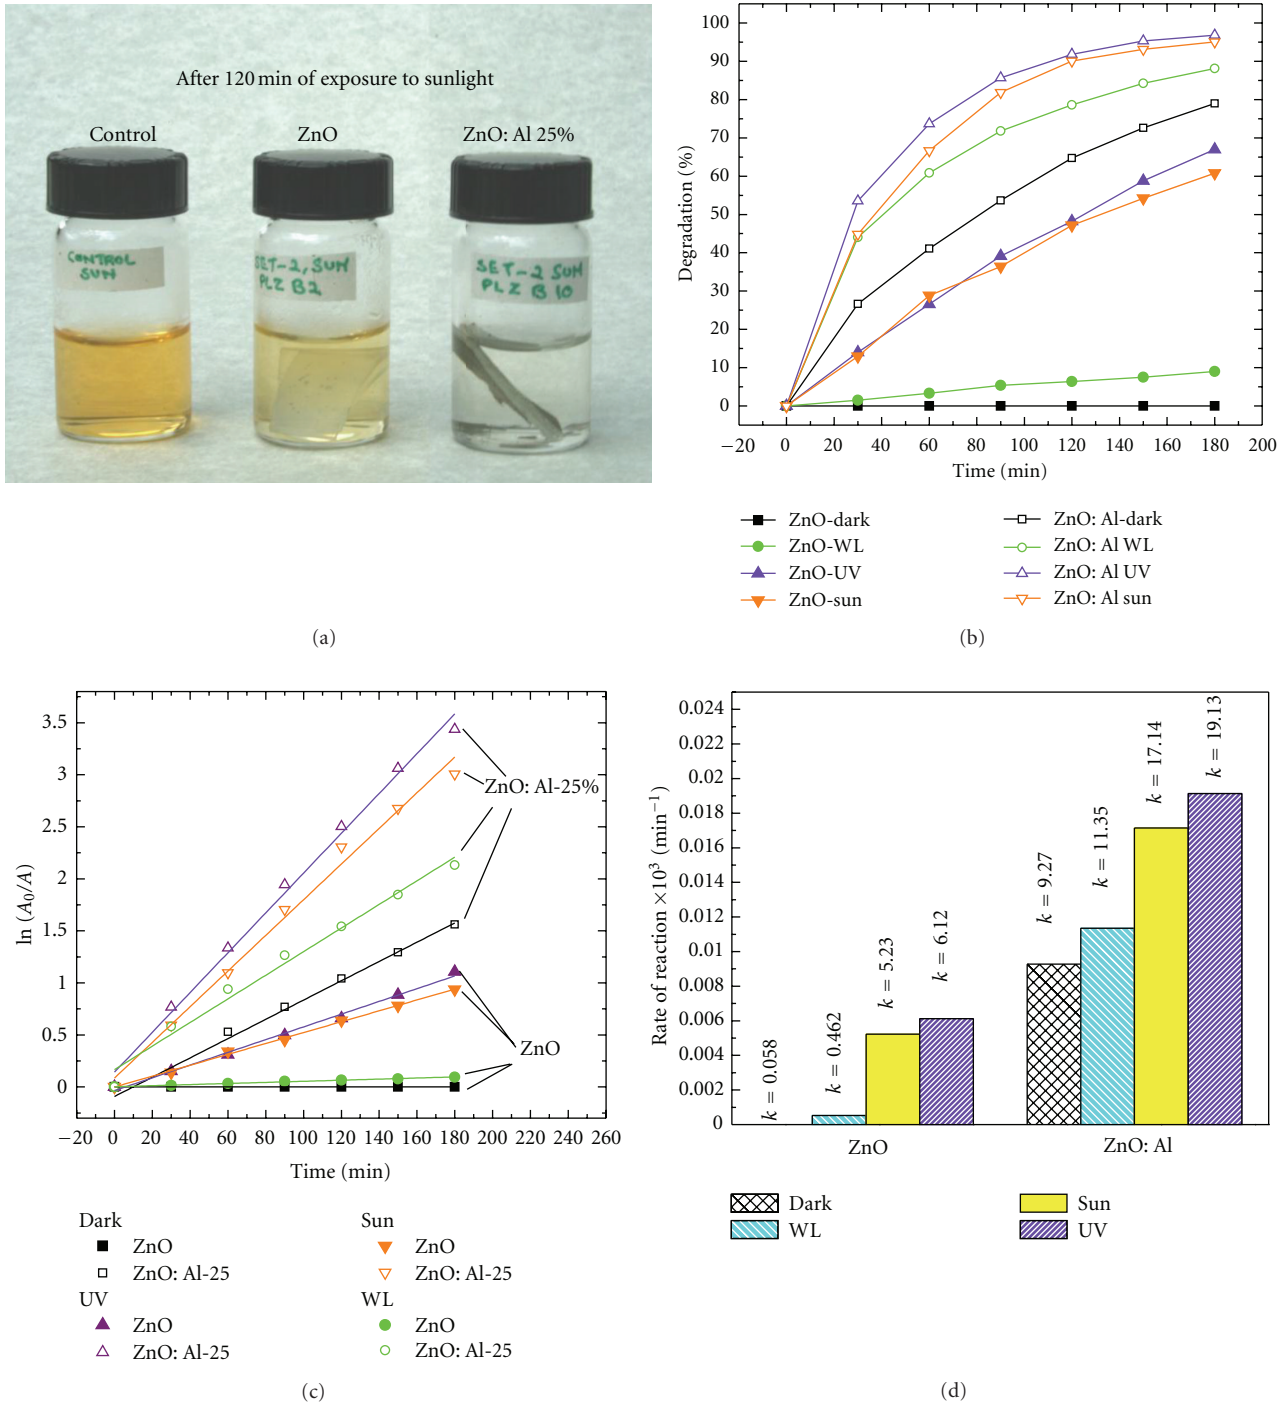 After 120 min of exposure to sunlight
Control
ZnO
ZnO: Al 25%
CONTROL
SUN
SET-2, SUN
PLZ B2
SET-2 SUN
PLZ B 10
(a)
100
90
80
70
60
50
40
30
20
10
0
Degradation (%)
−20 0 20 40 60 80 100 120 140 160 180 200
Time (min)
ZnO-dark
ZnO-WL
ZnO-UV
ZnO-sun
ZnO: Al-dark
ZnO: Al WL
ZnO: Al UV
ZnO: Al sun
(b)
3.5
3
2.5
2
1.5
1
0.5
0
ln (A0/A)
ZnO: Al-25%
ZnO
−20 0 20 40 60 80 100 120 140 160 180 200 220 240 260
Time (min)
Dark
ZnO
ZnO: Al-25
UV
ZnO
ZnO: Al-25
Sun
ZnO
ZnO: Al-25
WL
ZnO
ZnO: Al-25
(c)
0.024
0.022
0.02
0.018
0.016
0.014
0.012
0.01
0.008
0.006
0.004
0.002
0
Rate of reaction ×10³ (min⁻¹)
k = 0.058
k = 0.462
k = 5.23
k = 6.12
k = 9.27
k = 11.35
k = 17.14
k = 19.13
ZnO
ZnO: Al
Dark
WL
Sun
UV
(d)